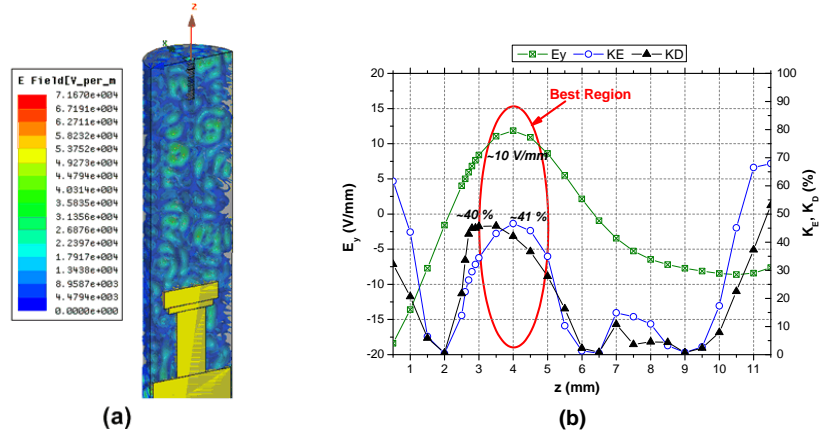 z
x
E Field[V_per_m
7.1670e+004
6.7191e+004
6.2711e+004
5.8232e+004
5.3752e+004
4.9273e+004
4.4794e+004
4.0314e+004
3.5835e+004
3.1356e+004
2.6876e+004
2.2397e+004
1.7917e+004
1.3438e+004
8.9587e+003
4.4794e+003
0.0000e+000
(a)
Ey KE KD
Best Region
~10 V/mm
~40 %
~41 %
20
15
10
5
0
-5
-10
-15
-20
E_y (V/mm)
100
90
80
70
60
50
40
30
20
10
0
K_E, K_D (%)
1 2 3 4 5 6 7 8 9 10 11
z (mm)
(b)